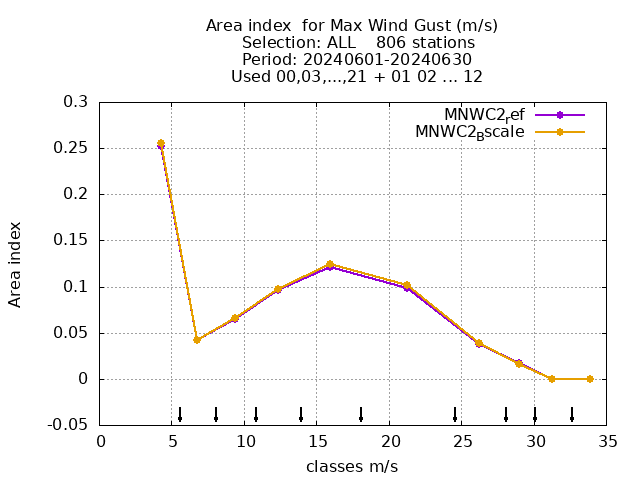 Area index  for Max Wind Gust (m/s)
Selection: ALL    806 stations
Period: 20240601-20240630
Used 00,03,...,21 + 01 02 ... 12
MNWC2ref
MNWC2Bscale
0.3
0.25
0.2
0.15
0.1
0.05
0
-0.05
Area index
0 5 10 15 20 25 30 35
classes m/s